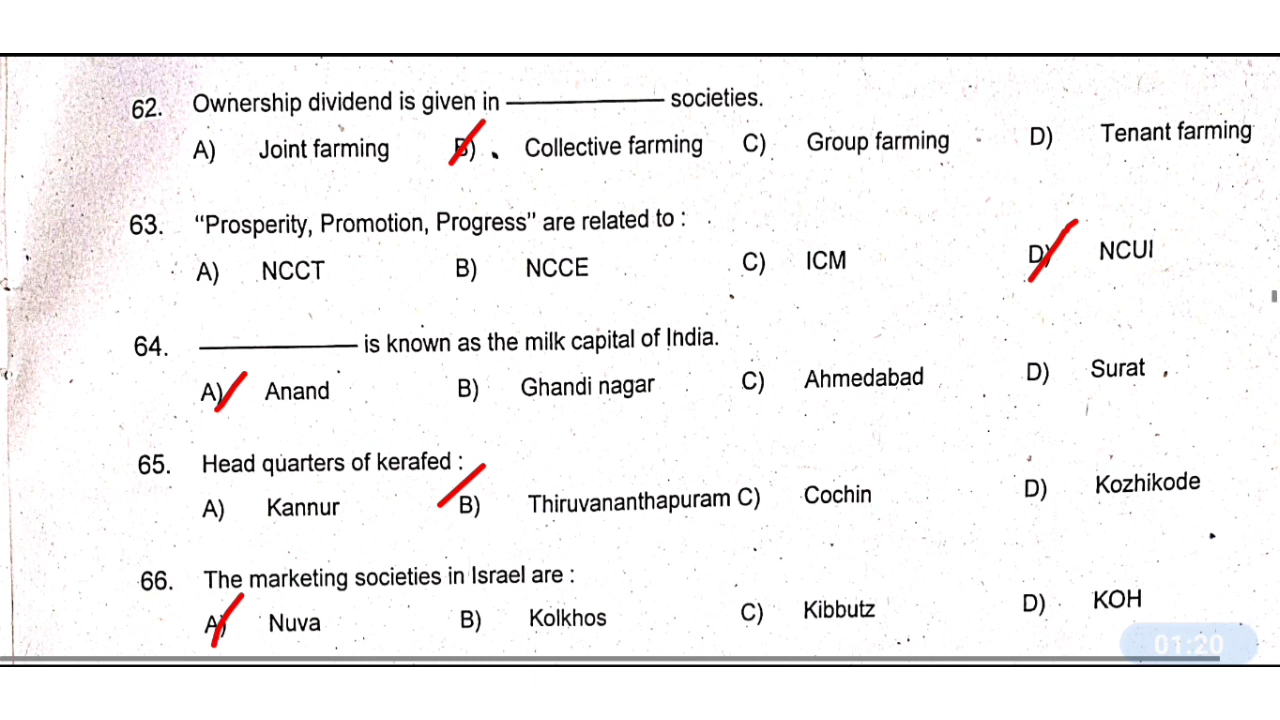 62. Ownership dividend is given in ____________ societies.
A) Joint farming B) Collective farming C) Group farming D) Tenant farming
63. “Prosperity, Promotion, Progress” are related to :
A) NCCT B) NCCE C) ICM D) NCUI
64. ____________ is known as the milk capital of India.
A) Anand B) Ghandi nagar C) Ahmedabad D) Surat
65. Head quarters of kerafed :
A) Kannur B) Thiruvananthapuram C) Cochin D) Kozhikode
66. The marketing societies in Israel are :
A) Nuva B) Kolkhos C) Kibbutz D) KOH
01:20